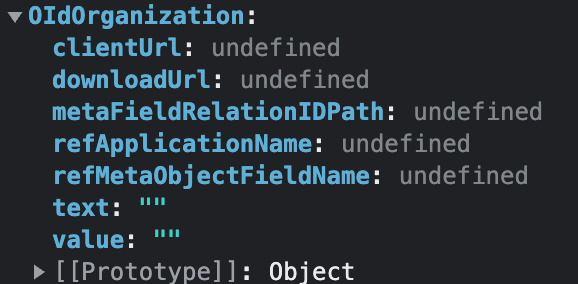 OIdOrganization:
clientUrl: undefined
downloadUrl: undefined
metaFieldRelationIDPath: undefined
refApplicationName: undefined
refMetaObjectFieldName: undefined
text: ""
value: ""
[[Prototype]]: Object